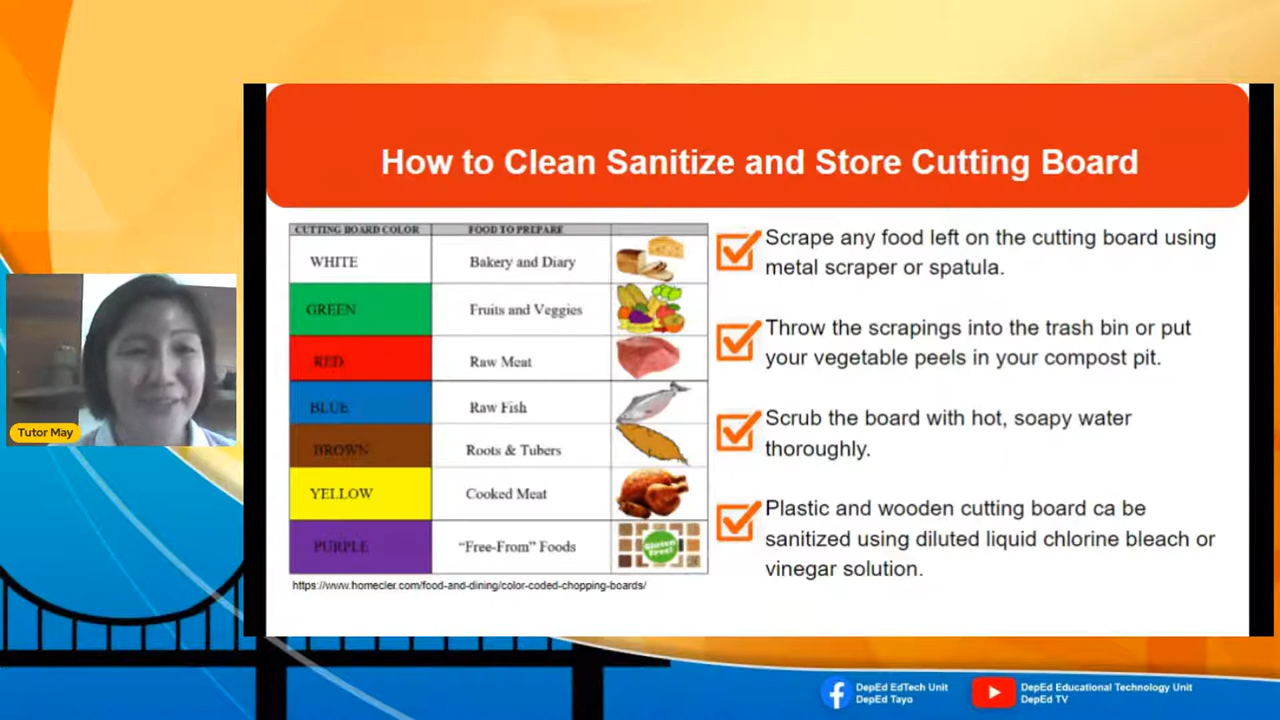 How to Clean Sanitize and Store Cutting Board
CUTTING BOARD COLOR FOOD TO PREPARE
WHITE Bakery and Diary
GREEN Fruits and Veggies
RED Raw Meat
BLUE Raw Fish
BROWN Roots & Tubers
YELLOW Cooked Meat
PURPLE “Free-From” Foods
Gluten
Free!
https://www.homecler.com/food-and-dining/color-coded-chopping-boards/
Scrape any food left on the cutting board using
metal scraper or spatula.
Throw the scrapings into the trash bin or put
your vegetable peels in your compost pit.
Scrub the board with hot, soapy water
thoroughly.
Plastic and wooden cutting board ca be
sanitized using diluted liquid chlorine bleach or
vinegar solution.
Tutor May
DepEd EdTech Unit
DepEd Tayo
DepEd Educational Technology Unit
DepEd TV